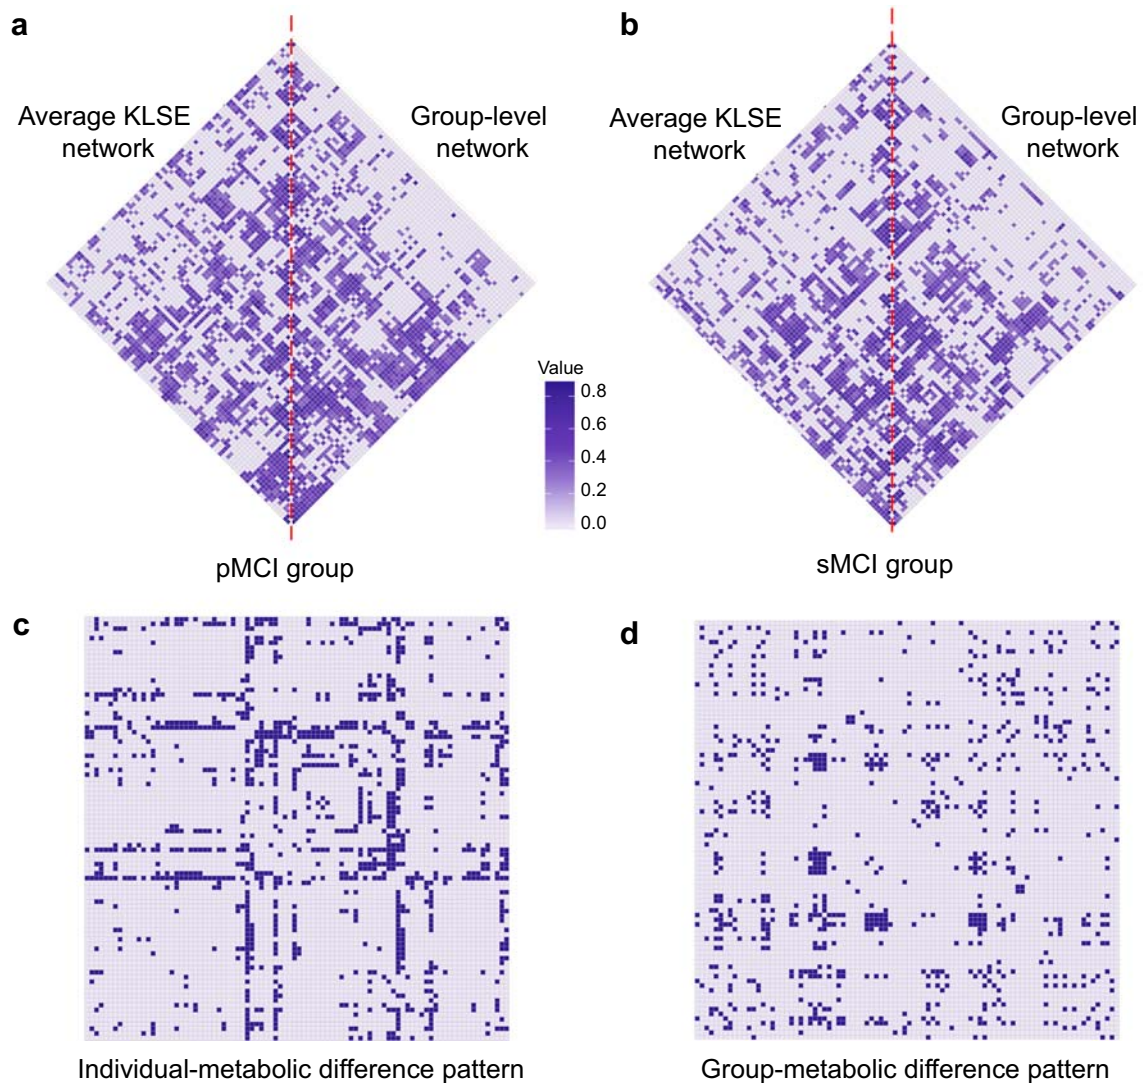 a
Average KLSE
network
Group-level
network
pMCI group
b
Average KLSE
network
Group-level
network
sMCI group
Value
0.8
0.6
0.4
0.2
0.0
c
Individual-metabolic difference pattern
d
Group-metabolic difference pattern